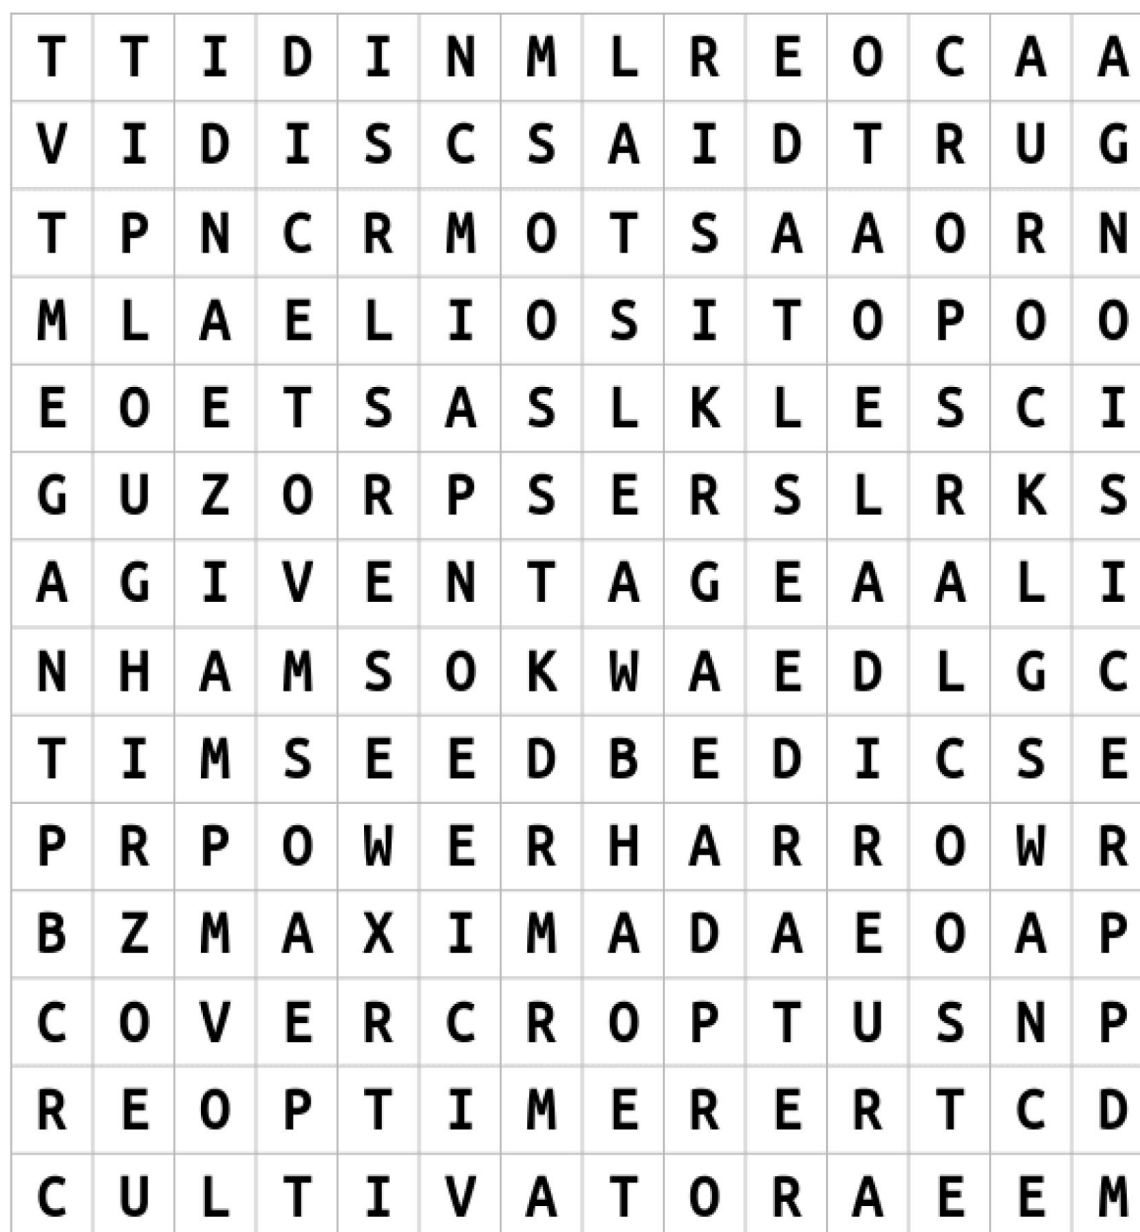 T T I D I N M L R E O C A A
V I D I S C S A I D T R U G
T P N C R M O T S A A O R N
M L A E L I O S I T O P O O
E O E T S A S L K L E S C I
G U Z O R P S E R S L R K S
A G I V E N T A G E A A L I
N H A M S O K W A E D L G C
T I M S E E D B E D I C S E
P R P O W E R H A R R O W R
B Z M A X I M A D A E O A P
C O V E R C R O P T U S N P
R E O P T I M E R E R T C D
C U L T I V A T O R A E E M